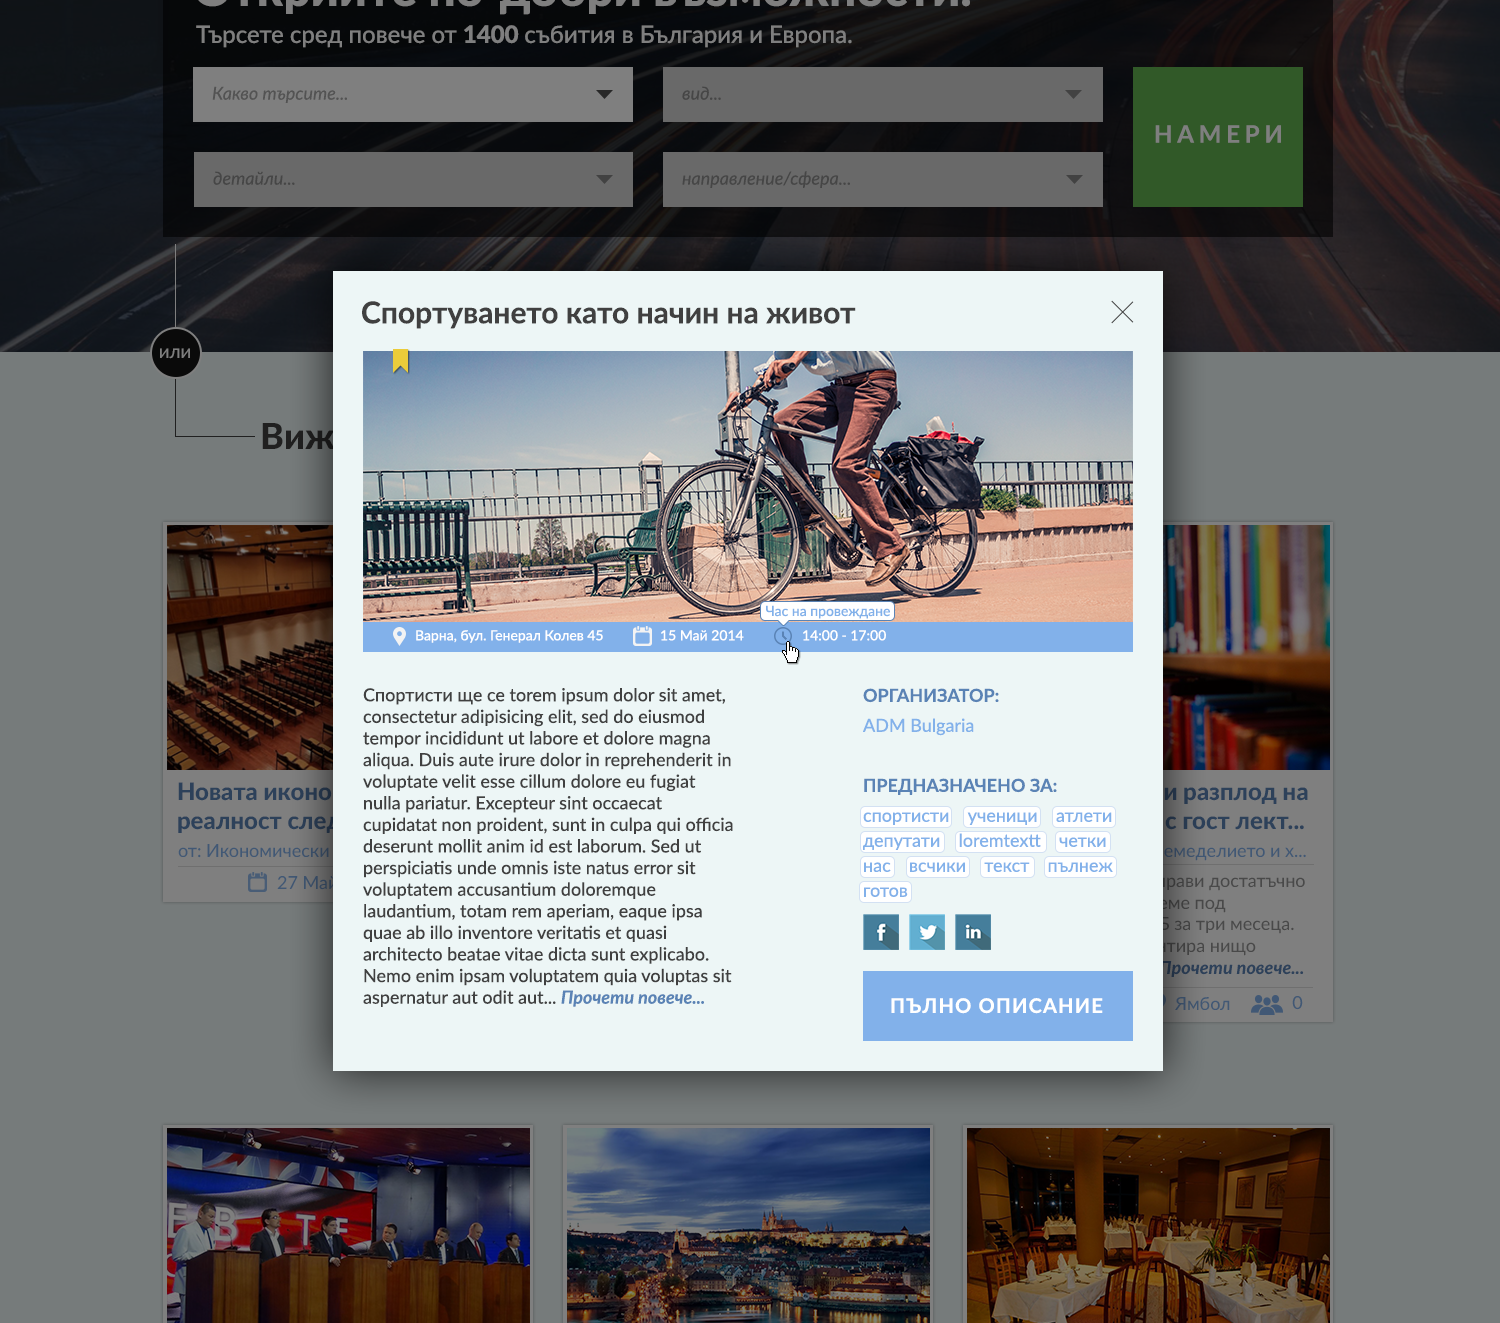 Открийте по-добри възможности.
Търсете сред повече от 1400 събития в България и Европа.
Какво търсите...
вид...
НАМЕРИ
детайли...
направление/сфера...
или
Виж
Спортуването като начин на живот
Час на провеждане
Варна, бул. Генерал Колев 45
15 Май 2014
14:00 - 17:00
Спортисти ще се torem ipsum dolor sit amet,
consectetur adipisicing elit, sed do eiusmod
tempor incididunt ut labore et dolore magna
aliqua. Duis aute irure dolor in reprehenderit in
voluptate velit esse cillum dolore eu fugiat
nulla pariatur. Excepteur sint occaecat
cupidatat non proident, sunt in culpa qui officia
deserunt mollit anim id est laborum. Sed ut
perspiciatis unde omnis iste natus error sit
voluptatem accusantium doloremque
laudantium, totam rem aperiam, eaque ipsa
quae ab illo inventore veritatis et quasi
architecto beatae vitae dicta sunt explicabo.
Nemo enim ipsam voluptatem quia voluptas sit
aspernatur aut odit aut... Прочети повече...
ОРГАНИЗАТОР:
ADM Bulgaria
ПРЕДНАЗНАЧЕНО ЗА:
спортисти ученици атлети
депутати loremtextt четки
нас всчики текст пълнеж
готов
f in
ПЪЛНО ОПИСАНИЕ
Новата иконо
реалност след
от: Икономически
27 Май
и разплод на
с гост лект...
емеделието и х...
прави достатъчно
еме под
5 за три месеца.
нтира нищо
Прочети повече...
Ямбол
0